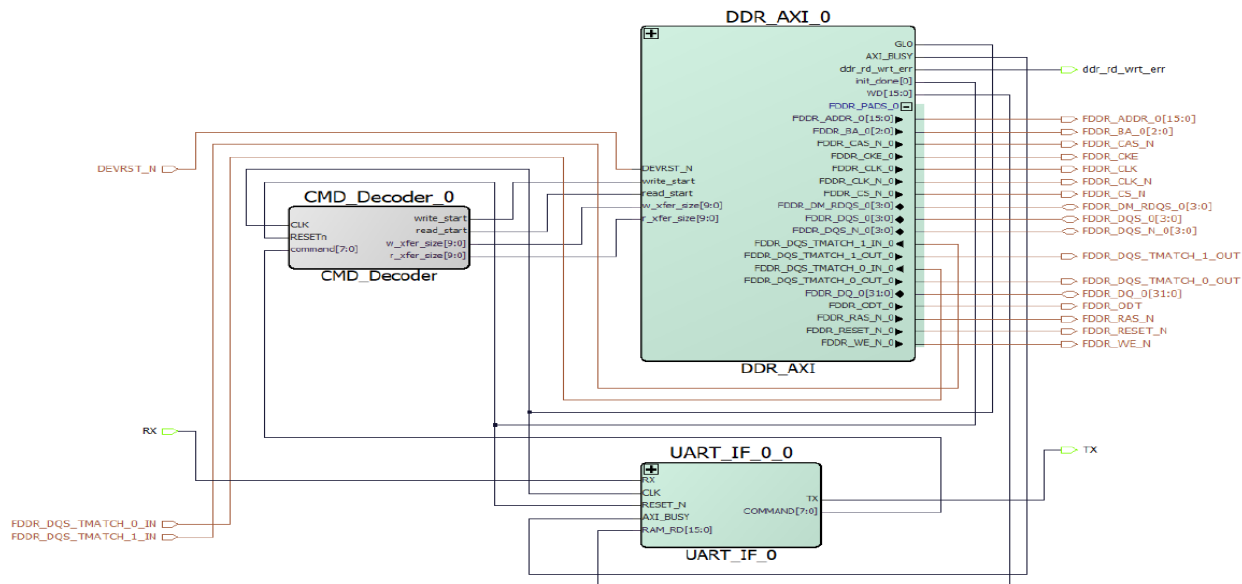 DDR_AXI_0
GL0
AXI_BUSY
ddr_rd_wrt_err
init_done[0]
WD[15:0]
FDDR_PADS_0
FDDR_ADDR_0[15:0]
FDDR_BA_0[2:0]
FDDR_CAS_N_0
FDDR_CKE_0
FDDR_CLK_0
FDDR_CLK_N_0
FDDR_CS_N_0
FDDR_DM_RDQS_0[3:0]
FDDR_DQS_0[3:0]
FDDR_DQS_N_0[3:0]
FDDR_DQS_TMATCH_1_IN_0
FDDR_DQS_TMATCH_1_OUT_0
FDDR_DQS_TMATCH_0_IN_0
FDDR_DQS_TMATCH_0_OUT_0
FDDR_DQ_0[31:0]
FDDR_ODT_0
FDDR_RAS_N_0
FDDR_RESET_N_0
FDDR_WE_N_0
DEVRST_N
write_start
read_start
w_xfer_size[9:0]
r_xfer_size[9:0]
DDR_AXI
ddr_rd_wrt_err
FDDR_ADDR_0[15:0]
FDDR_BA_0[2:0]
FDDR_CAS_N
FDDR_CKE
FDDR_CLK
FDDR_CLK_N
FDDR_CS_N
FDDR_DM_RDQS_0[3:0]
FDDR_DQS_0[3:0]
FDDR_DQS_N_0[3:0]
FDDR_DQS_TMATCH_1_OUT
FDDR_DQS_TMATCH_0_OUT
FDDR_DQ_0[31:0]
FDDR_ODT
FDDR_RAS_N
FDDR_RESET_N
FDDR_WE_N
DEVRST_N
CMD_Decoder_0
CLK
RESETn
command[7:0]
write_start
read_start
w_xfer_size[9:0]
r_xfer_size[9:0]
CMD_Decoder
RX
UART_IF_0_0
RX
CLK
RESET_N
AXI_BUSY
RAM_RD[15:0]
TX
COMMAND[7:0]
UART_IF_0
TX
FDDR_DQS_TMATCH_0_IN
FDDR_DQS_TMATCH_1_IN